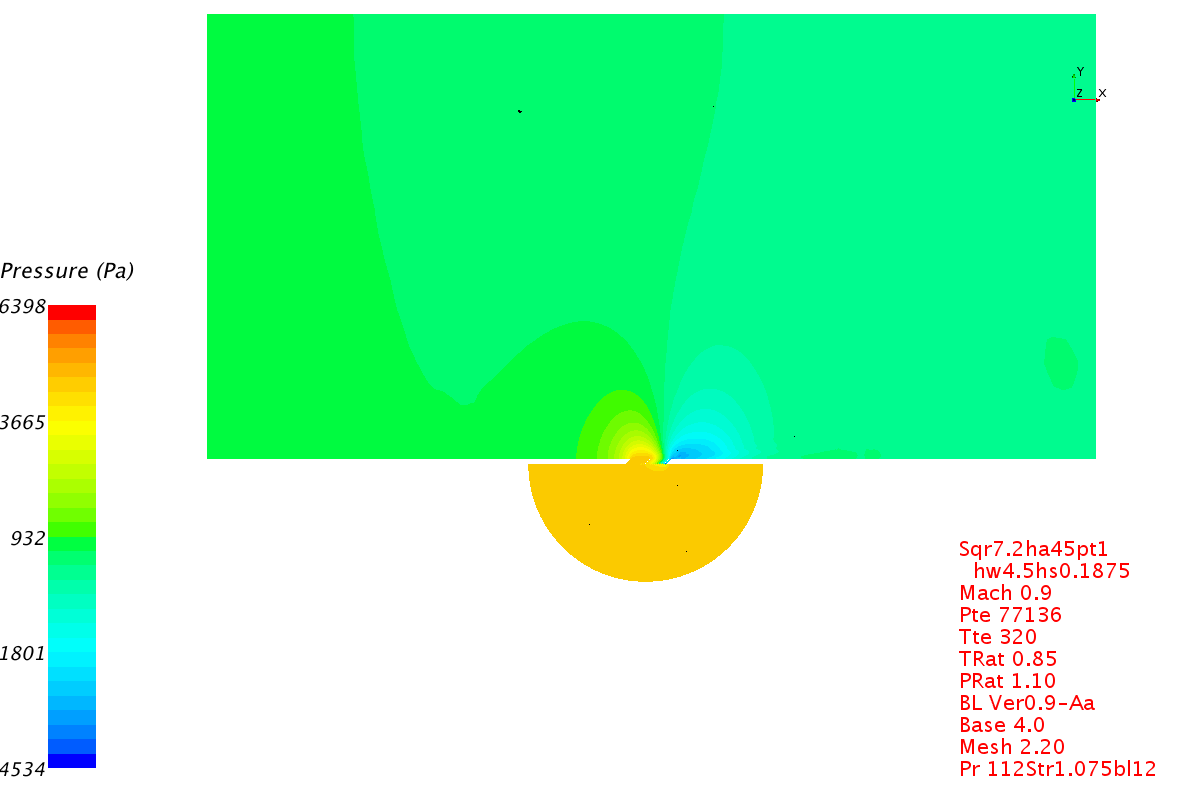 Y
Z X
Pressure (Pa)
6398
3665
932
1801
4534
Sqr7.2ha45pt1
hw4.5hs0.1875
Mach 0.9
Pte 77136
Tte 320
TRat 0.85
PRat 1.10
BL Ver0.9-Aa
Base 4.0
Mesh 2.20
Pr 112Str1.075bl12